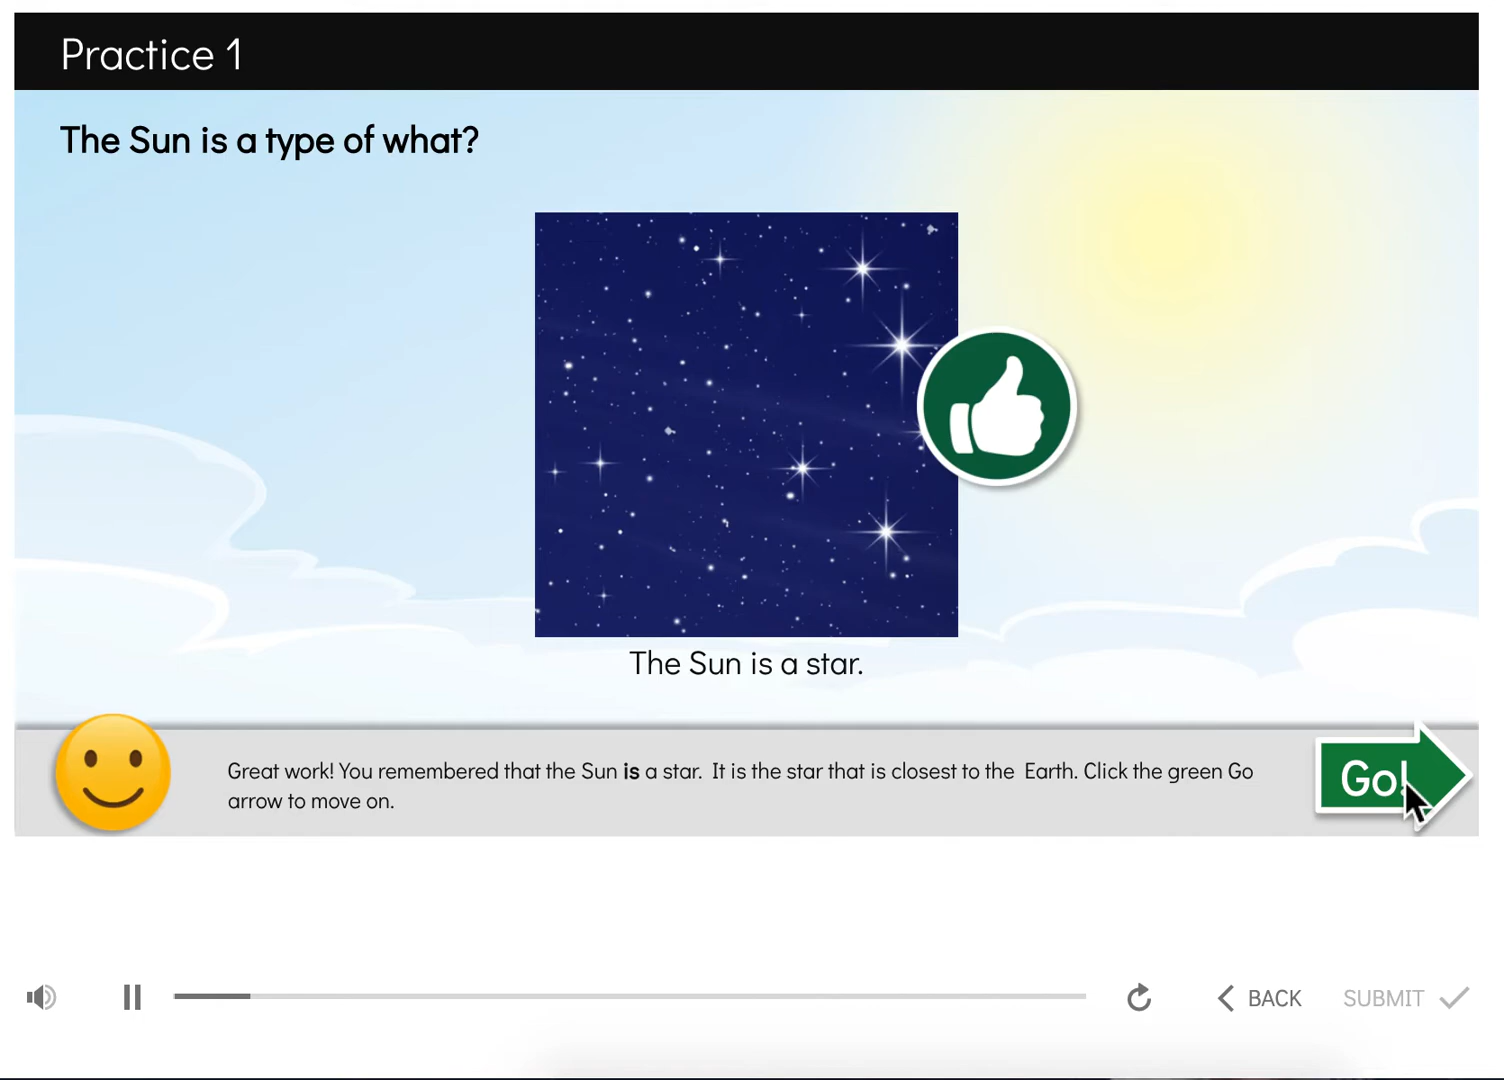 Practice 1
The Sun is a type of what?
The Sun is a star.
Great work! You remembered that the Sun is a star. It is the star that is closest to the Earth. Click the green Go
arrow to move on.
Go!
BACK
SUBMIT